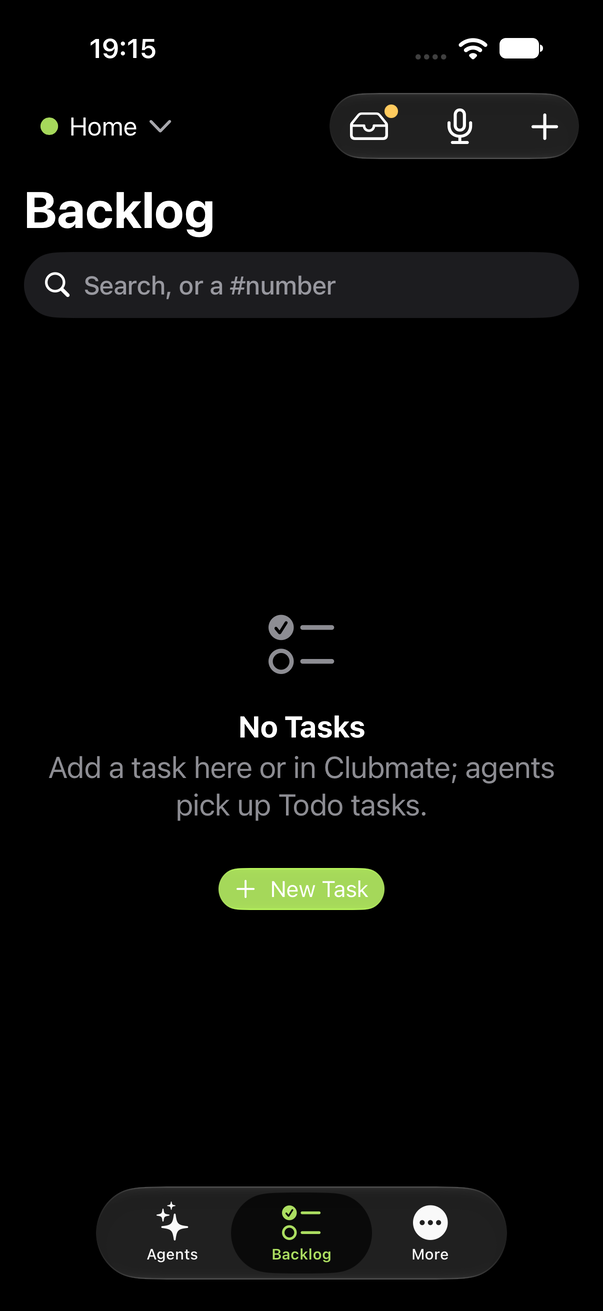 19:15
Home
Backlog
Search, or a #number
No Tasks
Add a task here or in Clubmate; agents
pick up Todo tasks.
New Task
Agents
Backlog
More